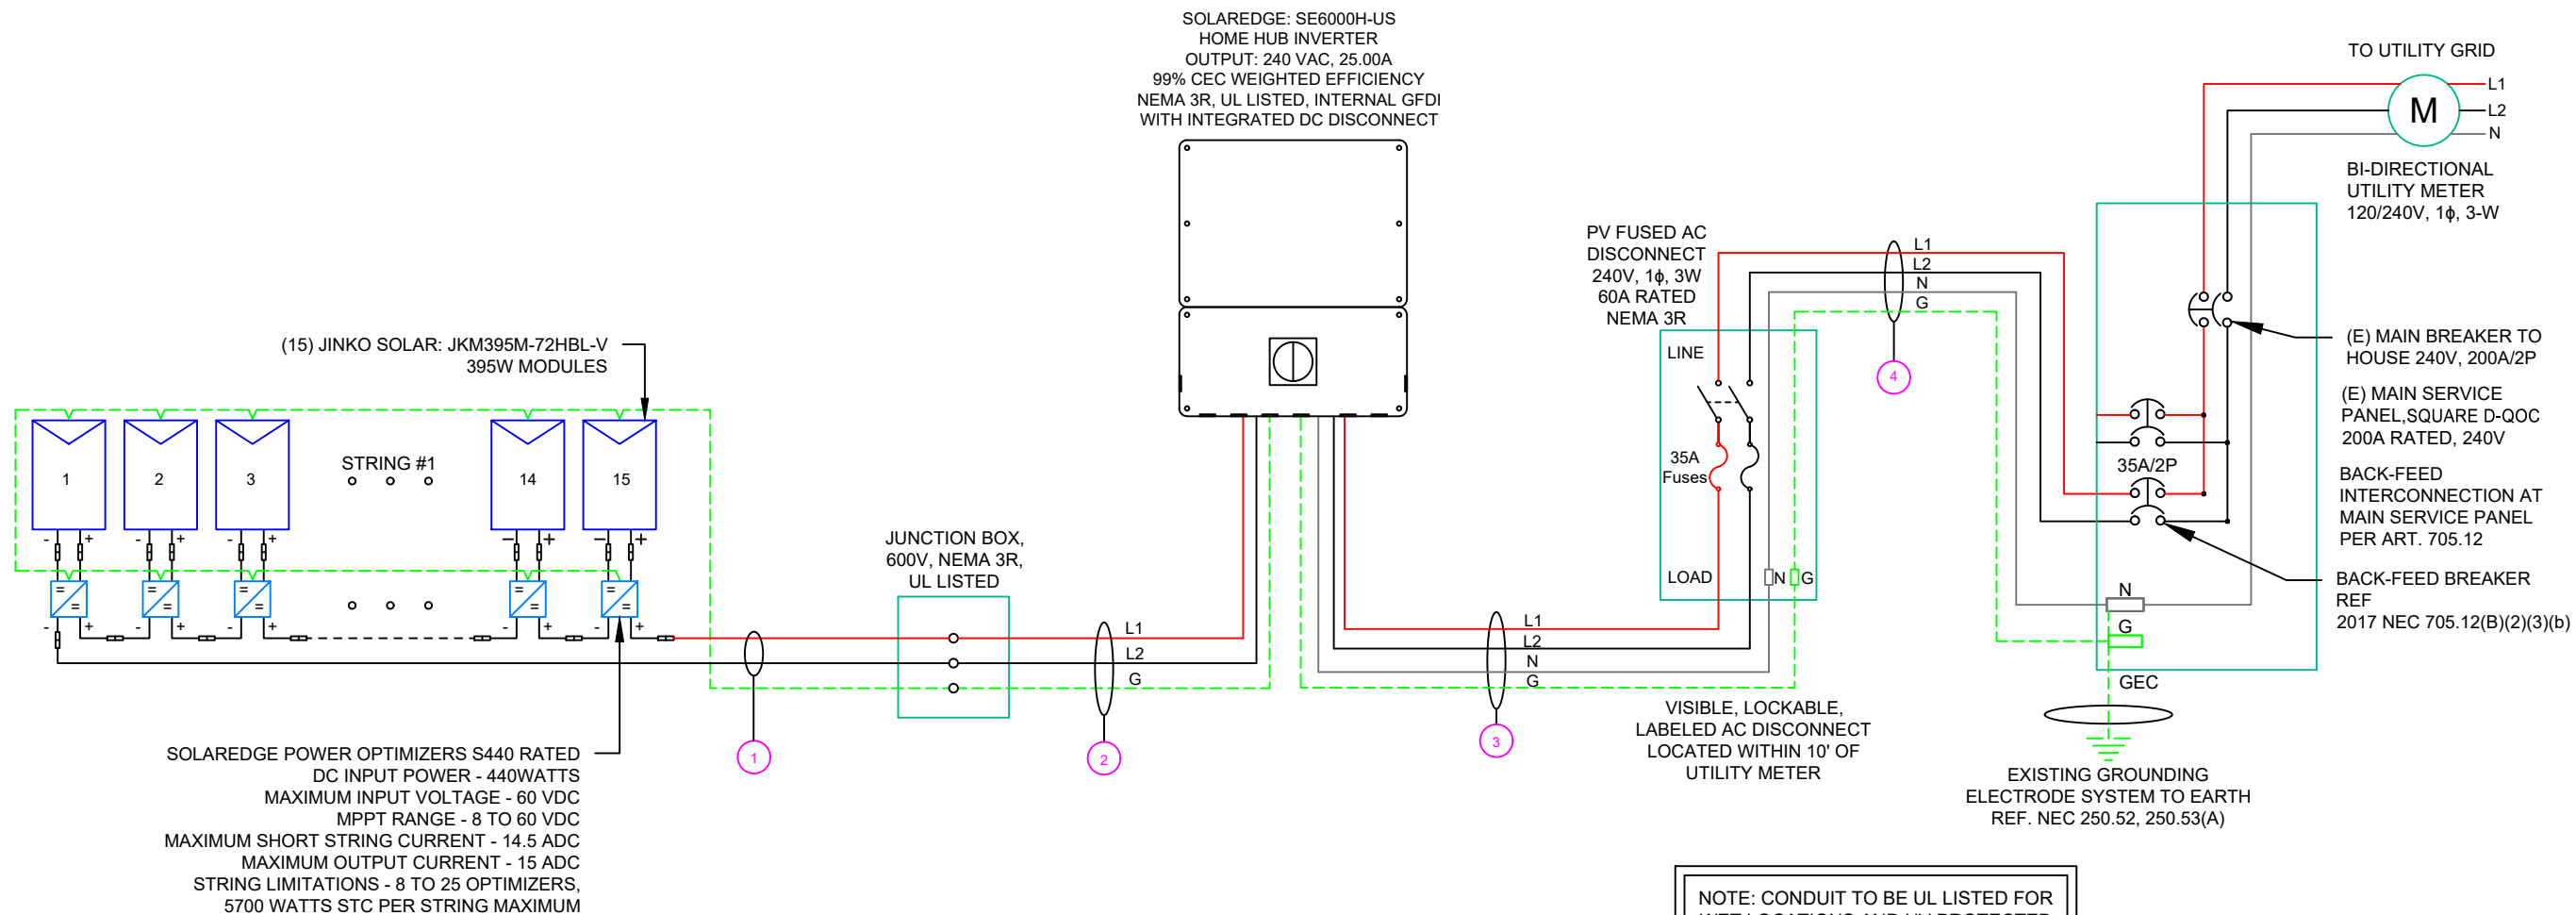 SOLAREDGE: SE6000H-US
HOME HUB INVERTER
OUTPUT: 240 VAC, 25.00A
99% CEC WEIGHTED EFFICIENCY
NEMA 3R, UL LISTED, INTERNAL GFDI
WITH INTEGRATED DC DISCONNECT
TO UTILITY GRID
L1
L2
N
M
BI-DIRECTIONAL
UTILITY METER
120/240V, 1ϕ, 3-W
PV FUSED AC
DISCONNECT
240V, 1ϕ, 3W
60A RATED
NEMA 3R
L1
L2
N
G
4
LINE
35A
Fuses
LOAD
N G
(E) MAIN BREAKER TO
HOUSE 240V, 200A/2P
(E) MAIN SERVICE
PANEL,SQUARE D-QOC
200A RATED, 240V
35A/2P
BACK-FEED
INTERCONNECTION AT
MAIN SERVICE PANEL
PER ART. 705.12
BACK-FEED BREAKER
REF
2017 NEC 705.12(B)(2)(3)(b)
N
G
GEC
EXISTING GROUNDING
ELECTRODE SYSTEM TO EARTH
REF. NEC 250.52, 250.53(A)
(15) JINKO SOLAR: JKM395M-72HBL-V
395W MODULES
1
2
3
STRING #1
14
15
- + - + - + - + - +
- + - + - + - + - +
JUNCTION BOX,
600V, NEMA 3R,
UL LISTED
L1
L2
G
1
2
L1
L2
N
G
3
VISIBLE, LOCKABLE,
LABELED AC DISCONNECT
LOCATED WITHIN 10' OF
UTILITY METER
SOLAREDGE POWER OPTIMIZERS S440 RATED
DC INPUT POWER - 440WATTS
MAXIMUM INPUT VOLTAGE - 60 VDC
MPPT RANGE - 8 TO 60 VDC
MAXIMUM SHORT STRING CURRENT - 14.5 ADC
MAXIMUM OUTPUT CURRENT - 15 ADC
STRING LIMITATIONS - 8 TO 25 OPTIMIZERS,
5700 WATTS STC PER STRING MAXIMUM
NOTE: CONDUIT TO BE UL LISTED FOR